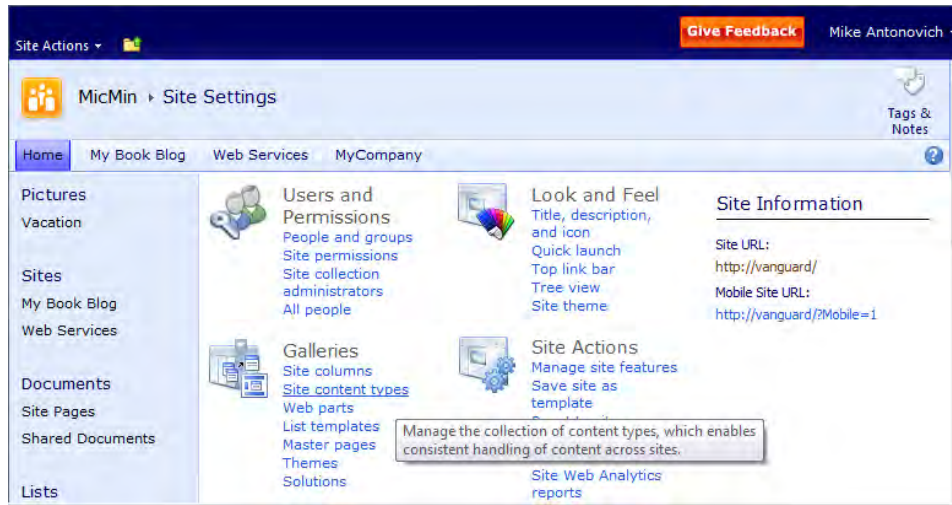 Site Actions
Give Feedback
Mike Antonovich
MicMin ▸ Site Settings
Tags &
Notes
Home My Book Blog Web Services MyCompany
Pictures
Vacation
Sites
My Book Blog
Web Services
Documents
Site Pages
Shared Documents
Lists
Users and
Permissions
People and groups
Site permissions
Site collection
administrators
All people
Galleries
Site columns
Site content types
Web parts
List templates
Master pages
Themes
Solutions
Look and Feel
Title, description,
and icon
Quick launch
Top link bar
Tree view
Site theme
Site Actions
Manage site features
Save site as
template
Manage the collection of content types, which enables
consistent handling of content across sites.
Site Web Analytics
reports
Site Information
Site URL:
http://vanguard/
Mobile Site URL:
http://vanguard/?Mobile=1